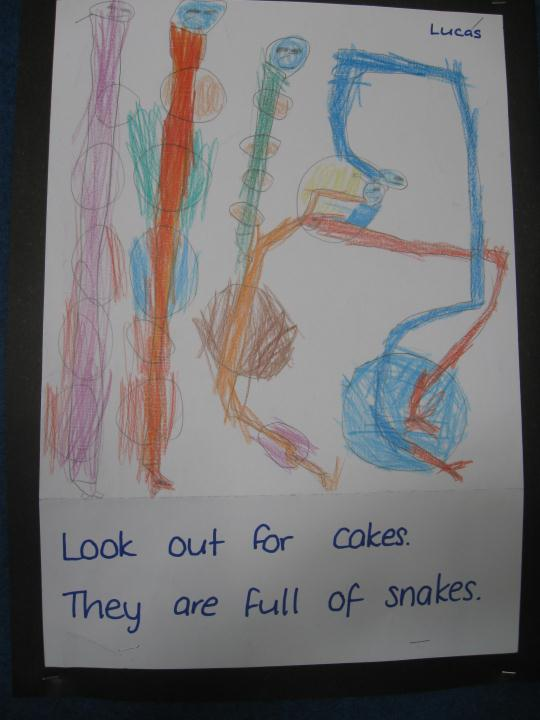 Lucas
Look out for cakes.
They are full of snakes.